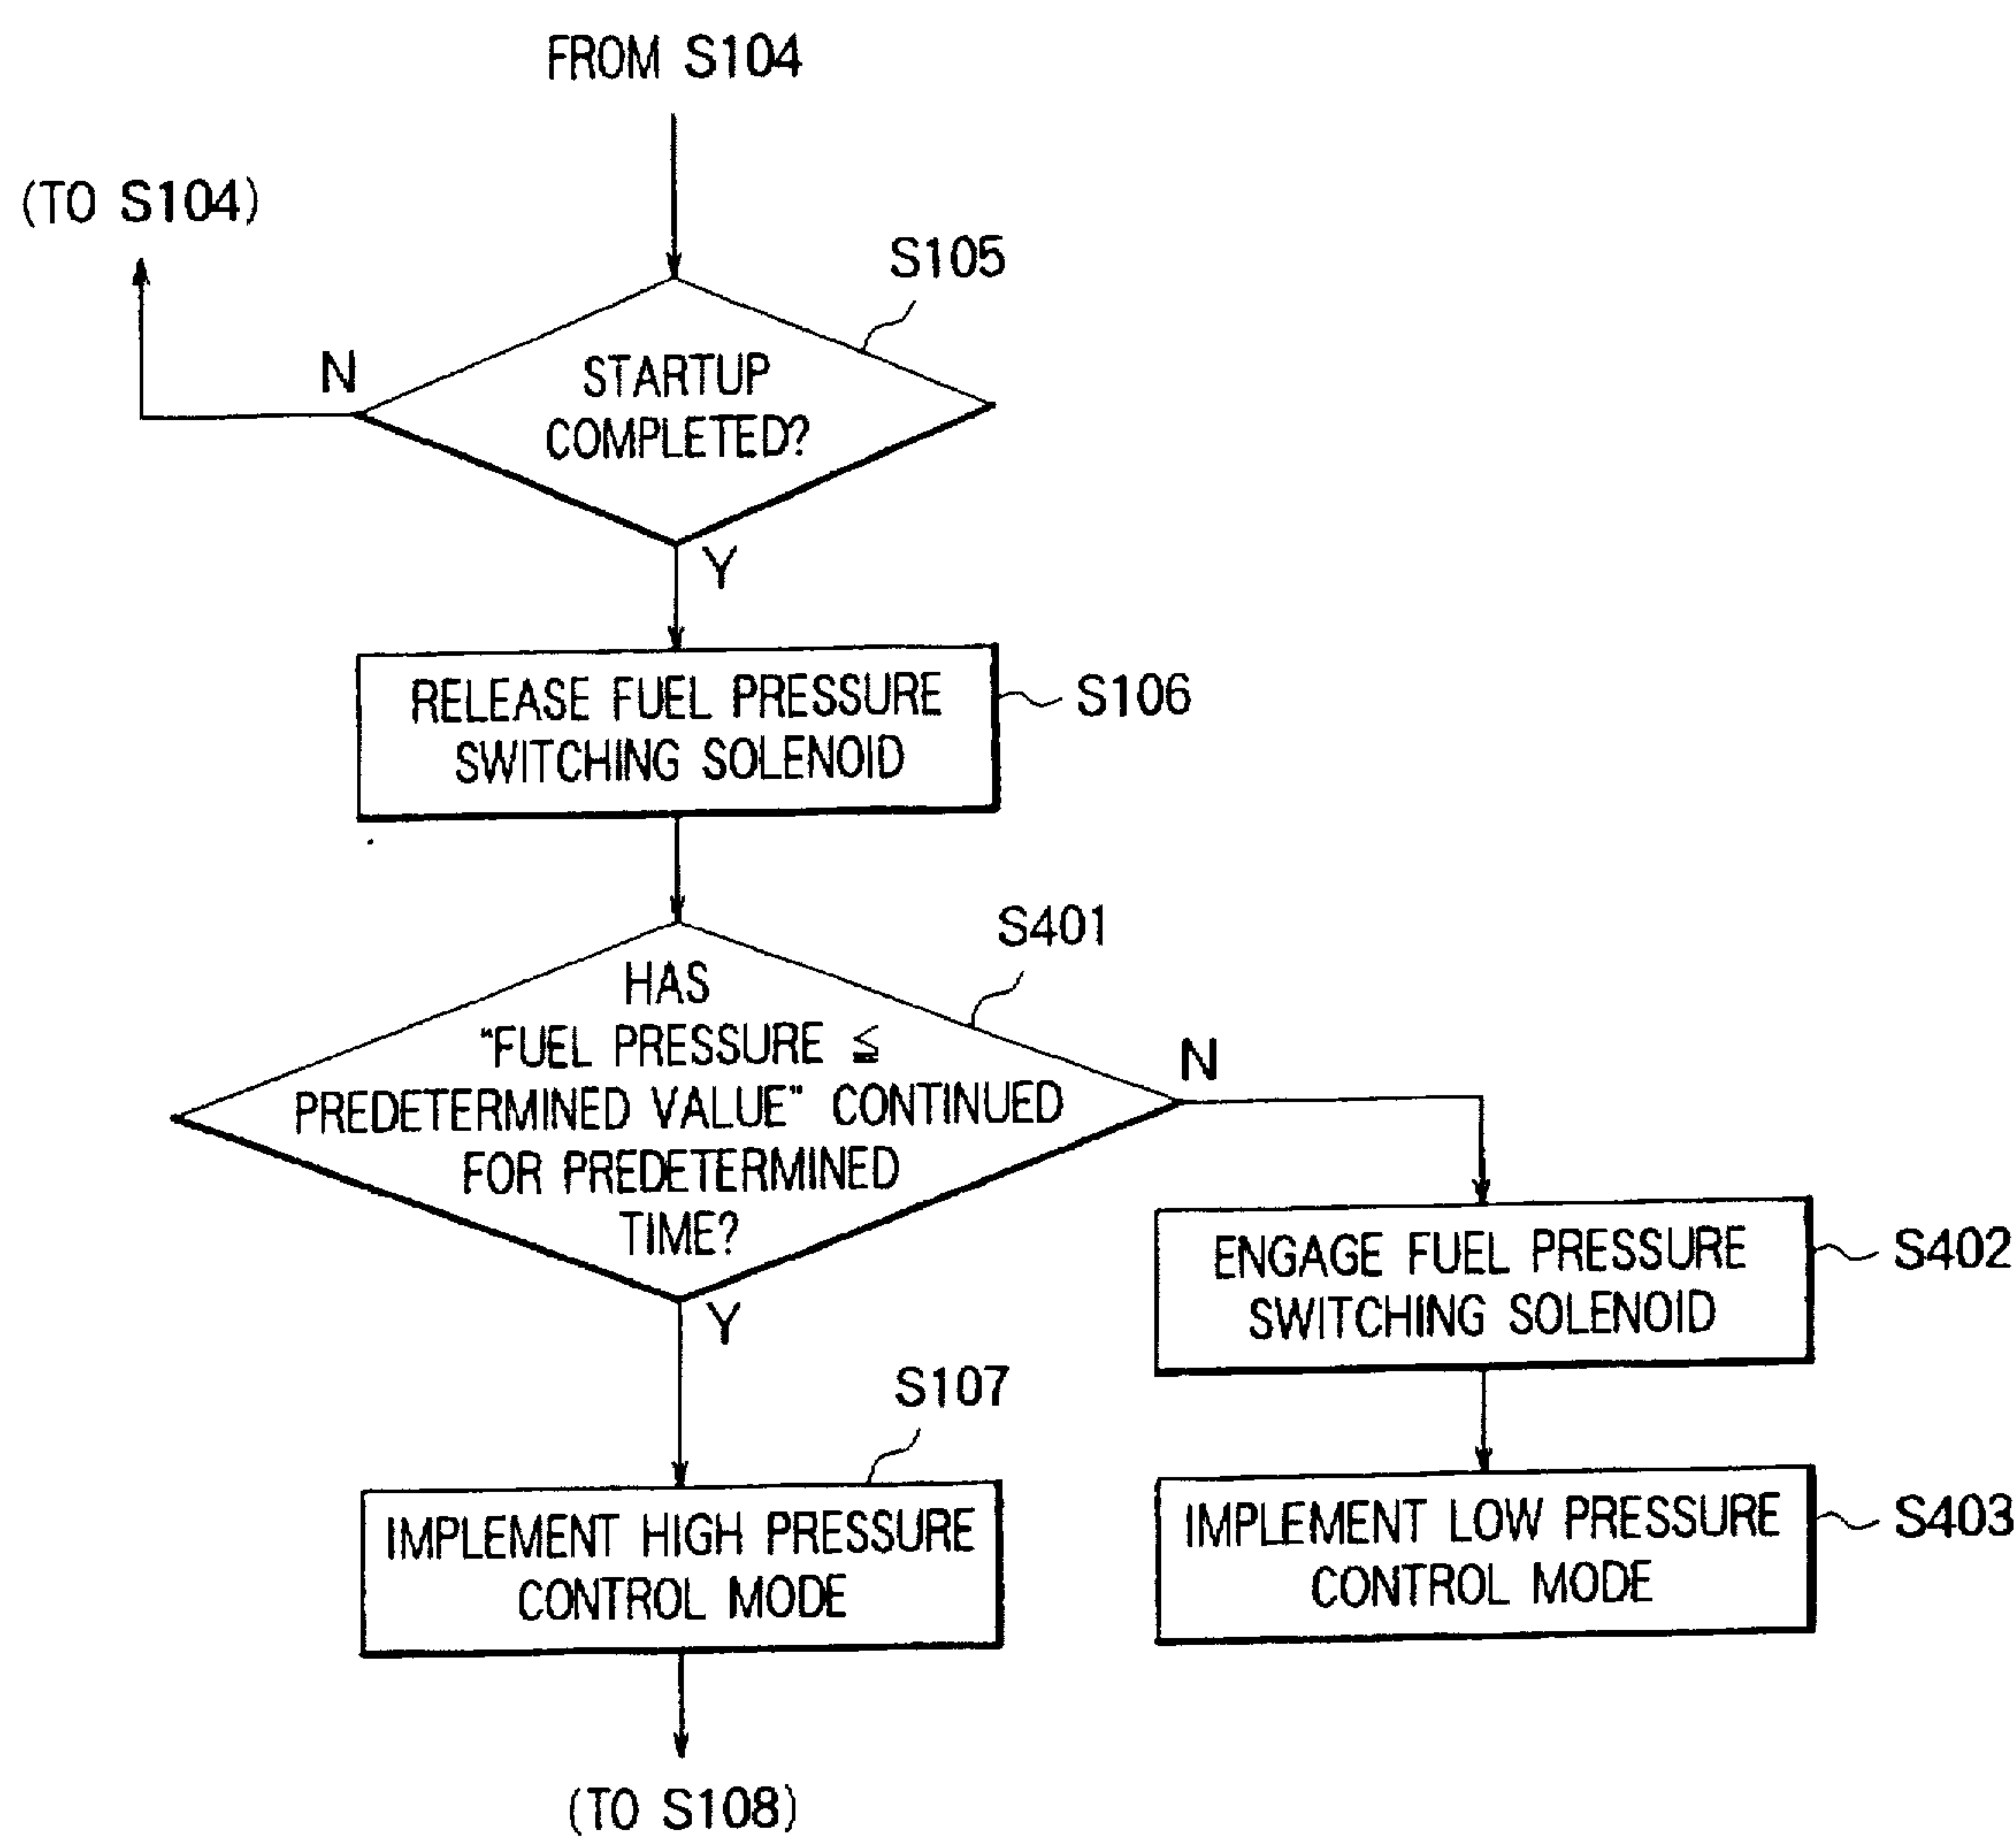 FROM S104
(TO S104)
S105
N
STARTUP
COMPLETED?
Y
RELEASE FUEL PRESSURE
SWITCHING SOLENOID
S106
S401
HAS
"FUEL PRESSURE ≦
PREDETERMINED VALUE" CONTINUED
FOR PREDETERMINED
TIME?
N
Y
ENGAGE FUEL PRESSURE
SWITCHING SOLENOID
S402
S107
IMPLEMENT HIGH PRESSURE
CONTROL MODE
IMPLEMENT LOW PRESSURE
CONTROL MODE
S403
(TO S108)